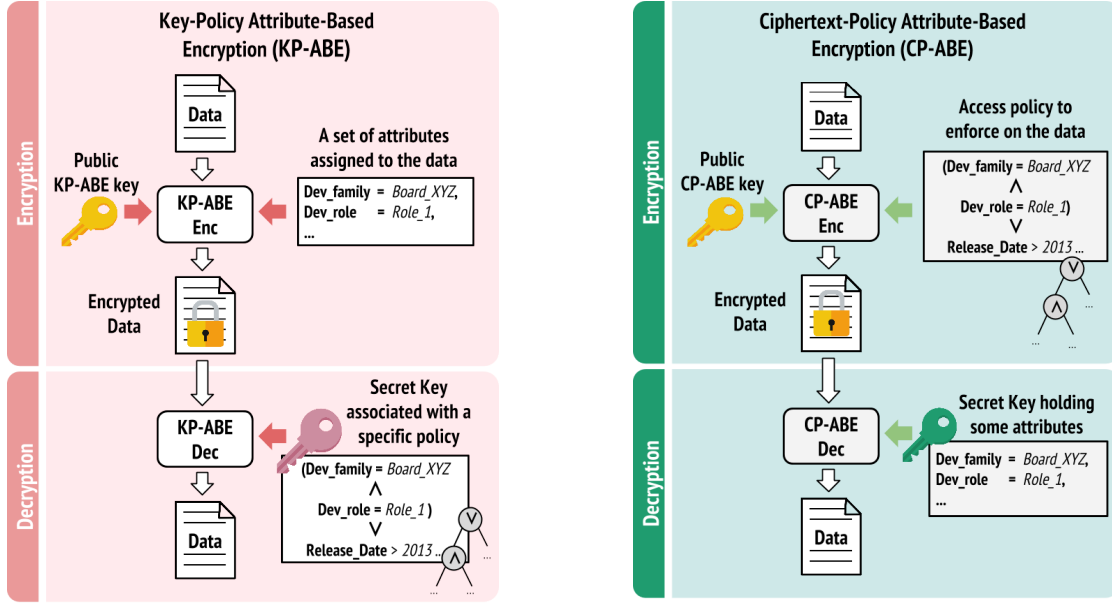 Key-Policy Attribute-Based
Encryption (KP-ABE)
Encryption
Data
A set of attributes
assigned to the data
Public
KP-ABE key
KP-ABE
Enc
Dev_family = Board_XYZ,
Dev_role = Role_1,
...
Encrypted
Data
Decryption
KP-ABE
Dec
Secret Key
associated with a
specific policy
(Dev_family = Board_XYZ
∧
Dev_role = Role_1 )
∨
Release_Date > 2013 ...
∨
∧
...
...
...
Data
Ciphertext-Policy Attribute-Based
Encryption (CP-ABE)
Encryption
Data
Access policy to
enforce on the data
Public
CP-ABE key
CP-ABE
Enc
(Dev_family = Board_XYZ
∧
Dev_role = Role_1)
∨
Release_Date > 2013 ...
∨
∧
...
...
...
Encrypted
Data
Decryption
CP-ABE
Dec
Secret Key holding
some attributes
Dev_family = Board_XYZ,
Dev_role = Role_1,
...
Data